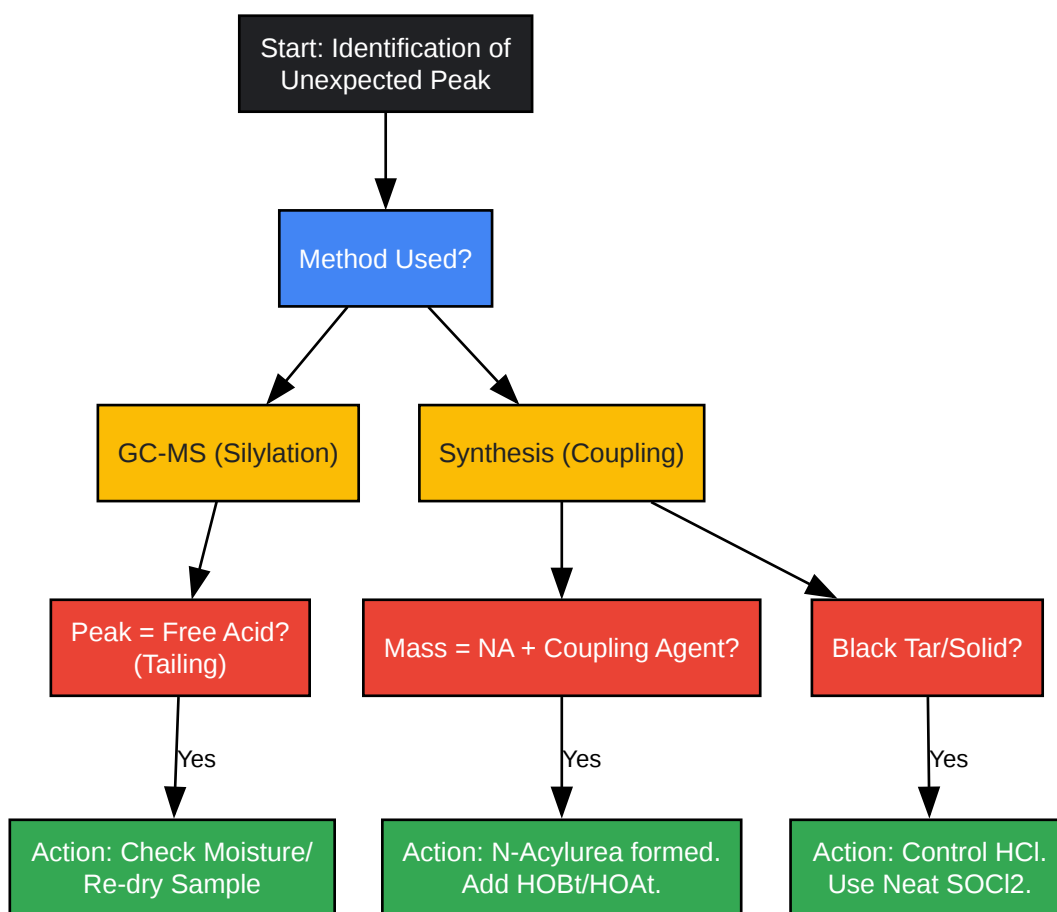 Start: Identification of
Unexpected Peak
Method Used?
GC-MS (Silylation)
Synthesis (Coupling)
Peak = Free Acid?
(Tailing)
Mass = NA + Coupling Agent?
Black Tar/Solid?
Yes
Yes
Yes
Action: Check Moisture/
Re-dry Sample
Action: N-Acylurea formed.
Add HOBt/HOAt.
Action: Control HCl.
Use Neat SOCl2.